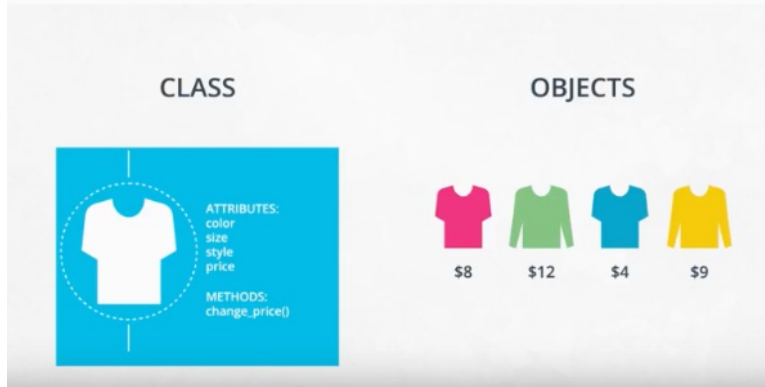 CLASS
OBJECTS
ATTRIBUTES:
color
size
style
price
METHODS:
change_price()
$8 $12 $4 $9